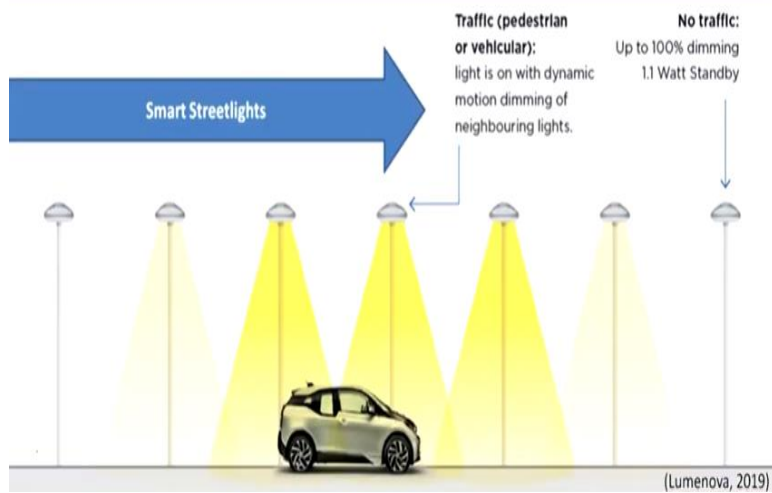 Traffic (pedestrian
or vehicular):
light is on with dynamic
motion dimming of
neighbouring lights.
No traffic:
Up to 100% dimming
1.1 Watt Standby
Smart Streetlights
(Lumenova, 2019)